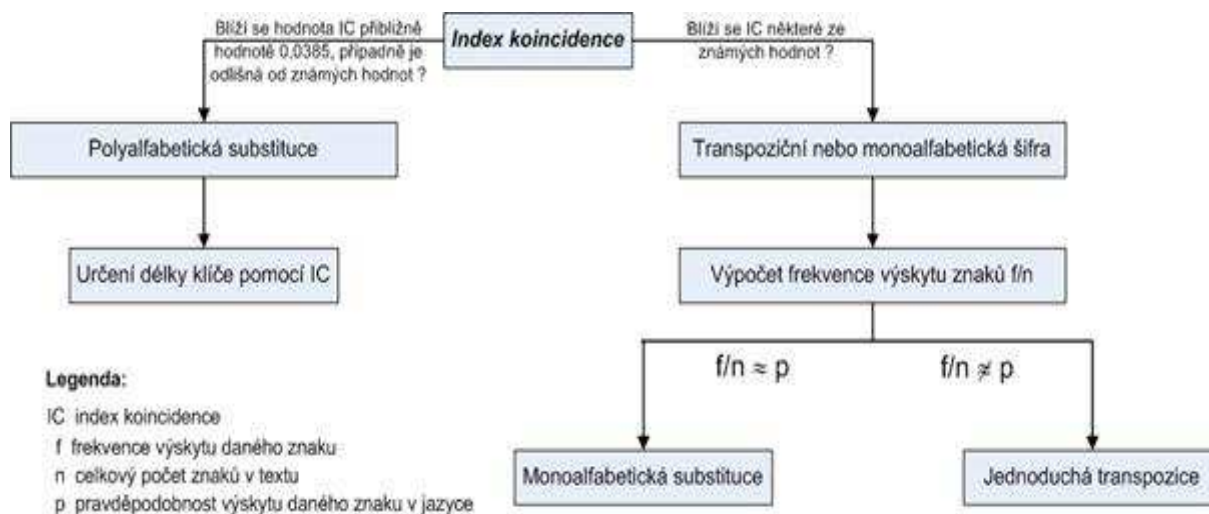 Blíží se hodnota IC přibližně
hodnotě 0,0385, případně je
odlišná od známých hodnot ?
Index koincidence
Blíží se IC některé ze
známých hodnot ?
Polyalfabetická substituce
Transpoziční nebo monoalfabetická šifra
Určení délky klíče pomocí IC
Výpočet frekvence výskytu znaků f/n
f/n ≈ p
f/n ≉ p
Legenda:
IC index koincidence
f frekvence výskytu daného znaku
n celkový počet znaků v textu
p pravděpodobnost výskytu daného znaku v jazyce
Monoalfabetická substituce
Jednoduchá transpozice